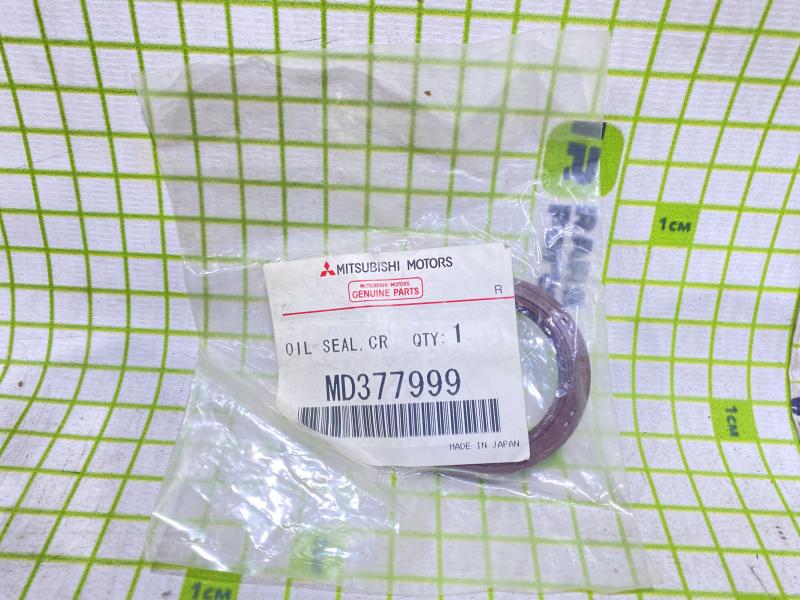 MITSUBISHI MOTORS
MITSUBISHI MOTORS
GENUINE PARTS
R
OIL SEAL, CR QTY: 1
MD377999
MADE IN JAPAN
1см
1см
1см